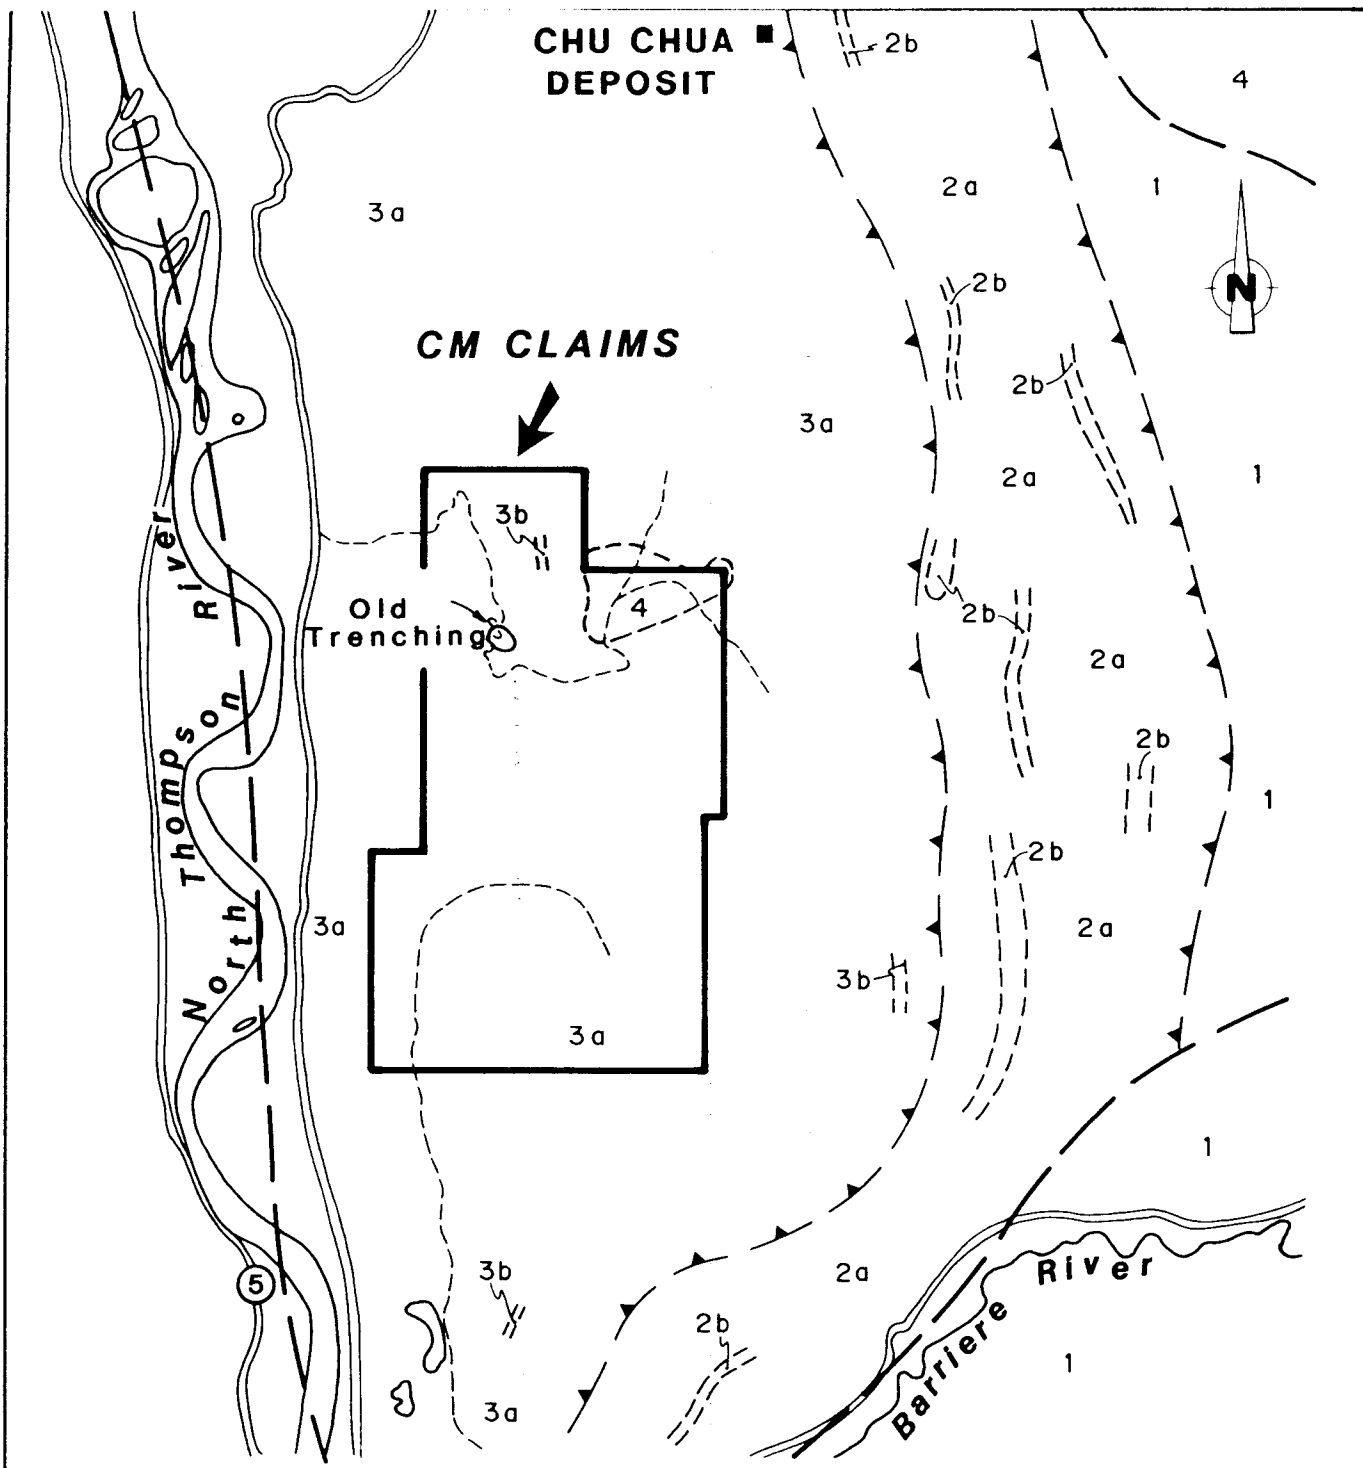 CHU CHUA
DEPOSIT
2b
4
2a
1
3a
N
2b
CM CLAIMS
2b
3a
2a
1
3b
Old
Trenching
4
2b
2a
2b
1
2b
3a
2a
3b
3a
North Thompson River
1
2a
3b
5
2b
Barriere River
1
3a